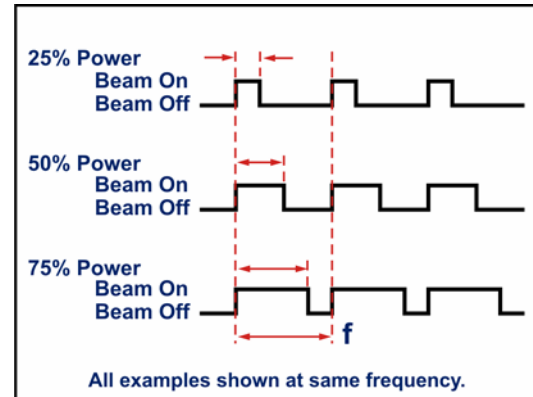 25% Power
Beam On
Beam Off
50% Power
Beam On
Beam Off
75% Power
Beam On
Beam Off
f
All examples shown at same frequency.